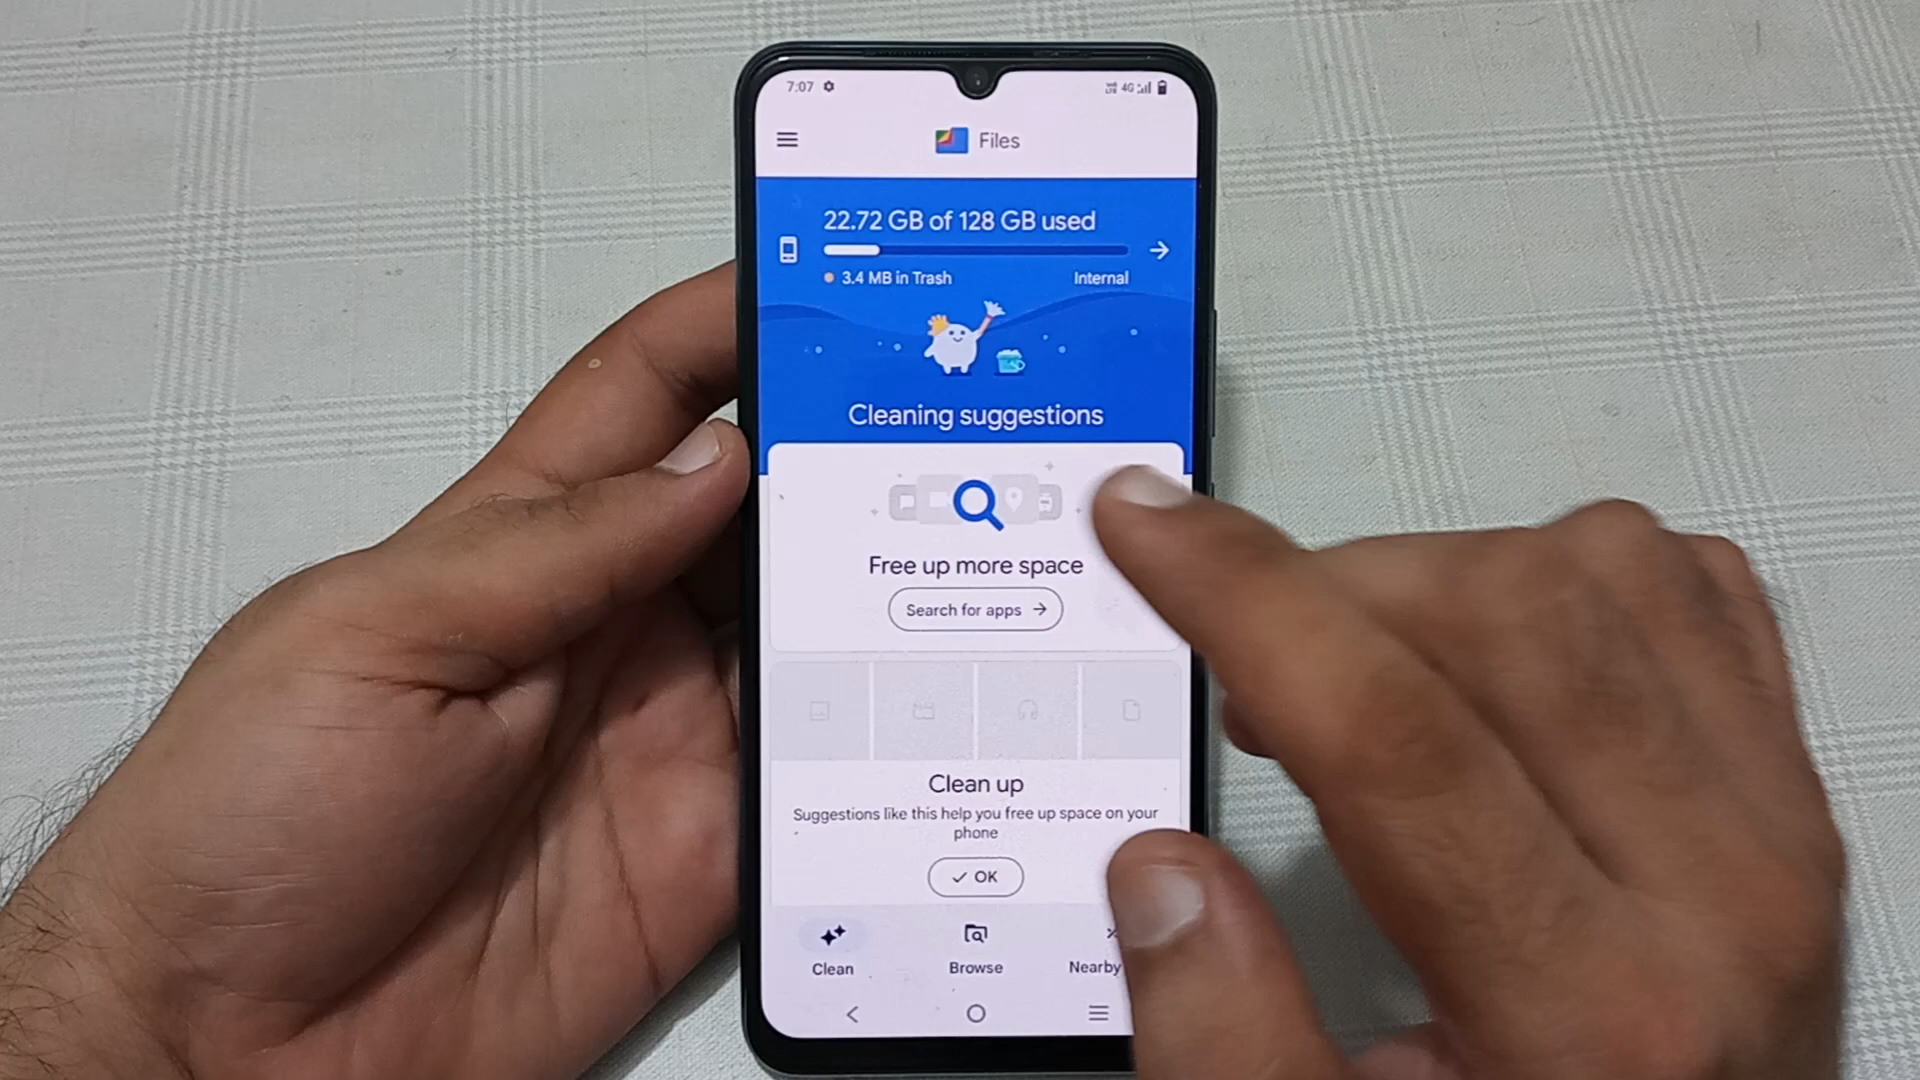 7:07 4G
Files
22.72 GB of 128 GB used
3.4 MB in Trash Internal
Cleaning suggestions
Free up more space
Search for apps
Clean up
Suggestions like this help you free up space on your
phone
OK
Clean Browse Nearby